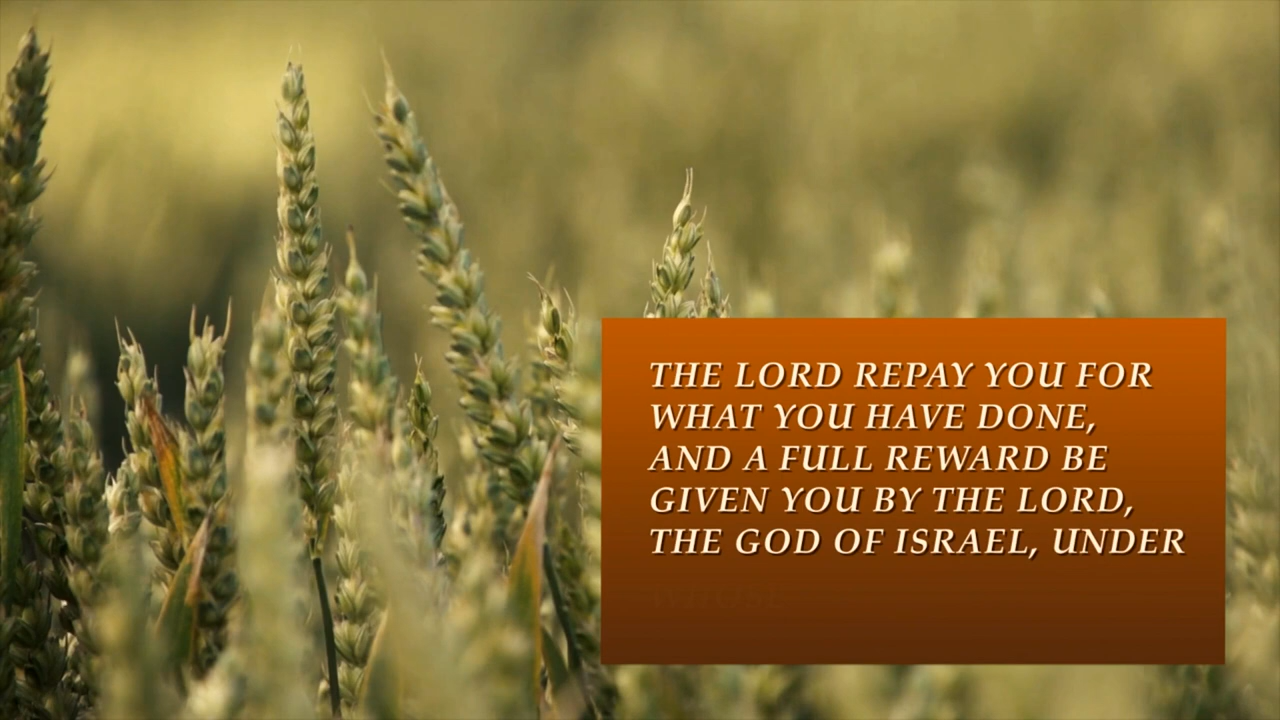 THE LORD REPAY YOU FOR
WHAT YOU HAVE DONE,
AND A FULL REWARD BE
GIVEN YOU BY THE LORD,
THE GOD OF ISRAEL, UNDER